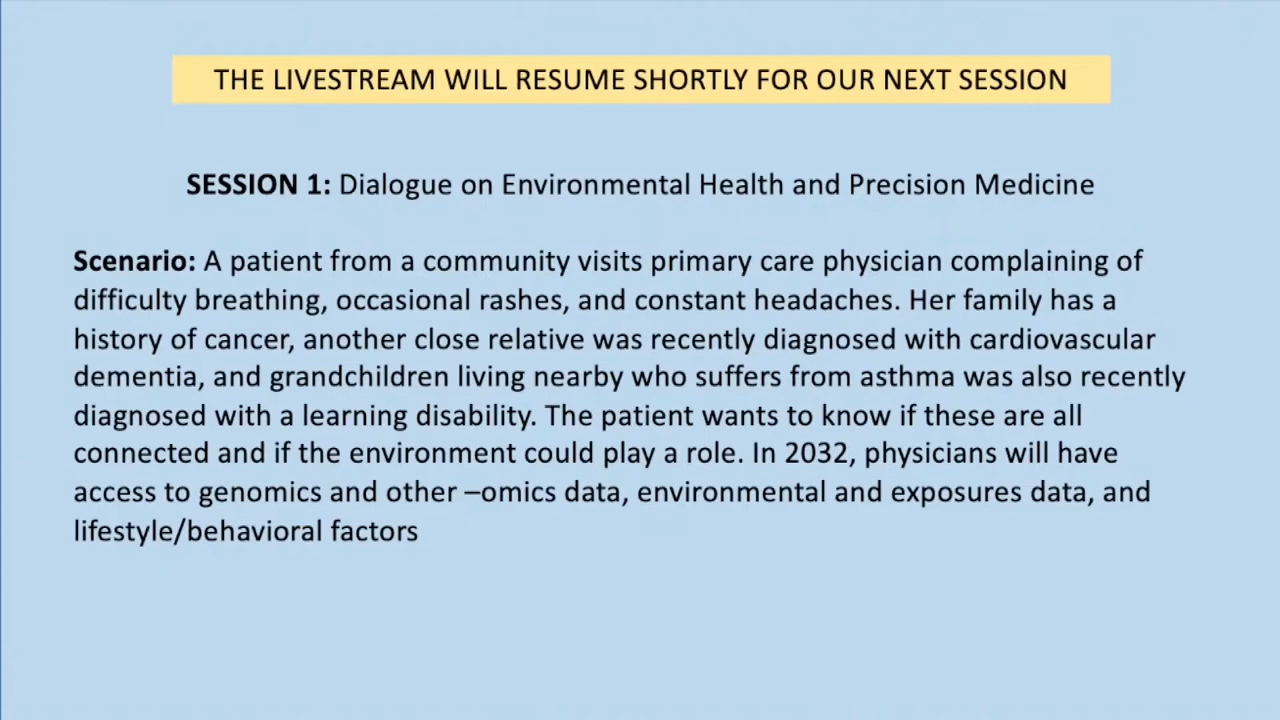 THE LIVESTREAM WILL RESUME SHORTLY FOR OUR NEXT SESSION
SESSION 1: Dialogue on Environmental Health and Precision Medicine
Scenario: A patient from a community visits primary care physician complaining of
difficulty breathing, occasional rashes, and constant headaches. Her family has a
history of cancer, another close relative was recently diagnosed with cardiovascular
dementia, and grandchildren living nearby who suffers from asthma was also recently
diagnosed with a learning disability. The patient wants to know if these are all
connected and if the environment could play a role. In 2032, physicians will have
access to genomics and other –omics data, environmental and exposures data, and
lifestyle/behavioral factors